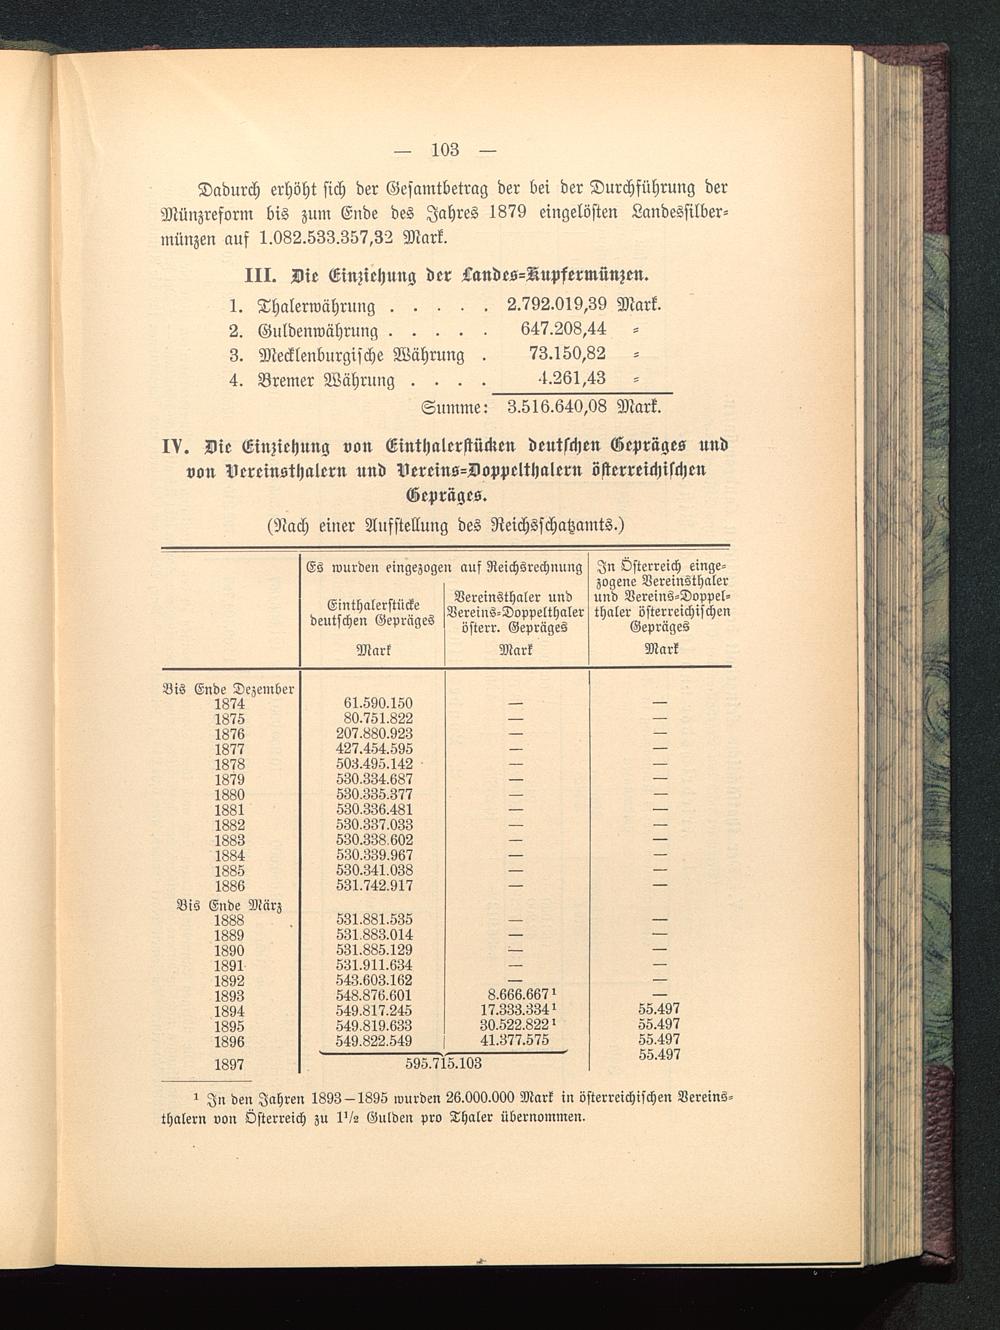 — 103 —
Dadurch erhöht sich der Gesamtbetrag der bei der Durchführung der
Münzreform bis zum Ende des Jahres 1879 eingelösten Landessilber-
münzen auf 1.082.533.357,32 Mark.
III. Die Einziehung der Landes-Kupfermünzen.
1. Thalerwährung . . . . . 2.792.019,39 Mark.
2. Guldenwährung . . . . . 647.208,44 „
3. Mecklenburgische Währung . 73.150,82 „
4. Bremer Währung . . . . 4.261,43 „
Summe: 3.516.640,08 Mark.
IV. Die Einziehung von Einthalerstücken deutschen Gepräges und
von Vereinsthalern und Vereins-Doppelthalern österreichischen
Gepräges.
(Nach einer Aufstellung des Reichsschatzamts.)
Es wurden eingezogen auf Reichsrechnung
Einthalerstücke
deutschen Gepräges
Mark
Vereinsthaler und
Vereins-Doppelthaler
österr. Gepräges
Mark
In Österreich einge-
zogene Vereinsthaler
und Vereins-Doppel-
thaler österreichischen
Gepräges
Mark
Bis Ende Dezember
1874 61.590.150 — —
1875 80.751.822 — —
1876 207.880.923 — —
1877 427.454.595 — —
1878 503.495.142 — —
1879 530.334.687 — —
1880 530.335.377 — —
1881 530.336.481 — —
1882 530.337.033 — —
1883 530.338.602 — —
1884 530.339.967 — —
1885 530.341.038 — —
1886 531.742.917 — —
Bis Ende März
1888 531.881.535 — —
1889 531.883.014 — —
1890 531.885.129 — —
1891 531.911.634 — —
1892 543.603.162 — —
1893 548.876.601 8.666.667¹ —
1894 549.817.245 17.333.334¹ 55.497
1895 549.819.633 30.522.822¹ 55.497
1896 549.822.549 41.377.575 55.497
1897 595.715.103 55.497
¹ In den Jahren 1893—1895 wurden 26.000.000 Mark in österreichischen Vereins-
thalern von Österreich zu 1¹/₂ Gulden pro Thaler übernommen.